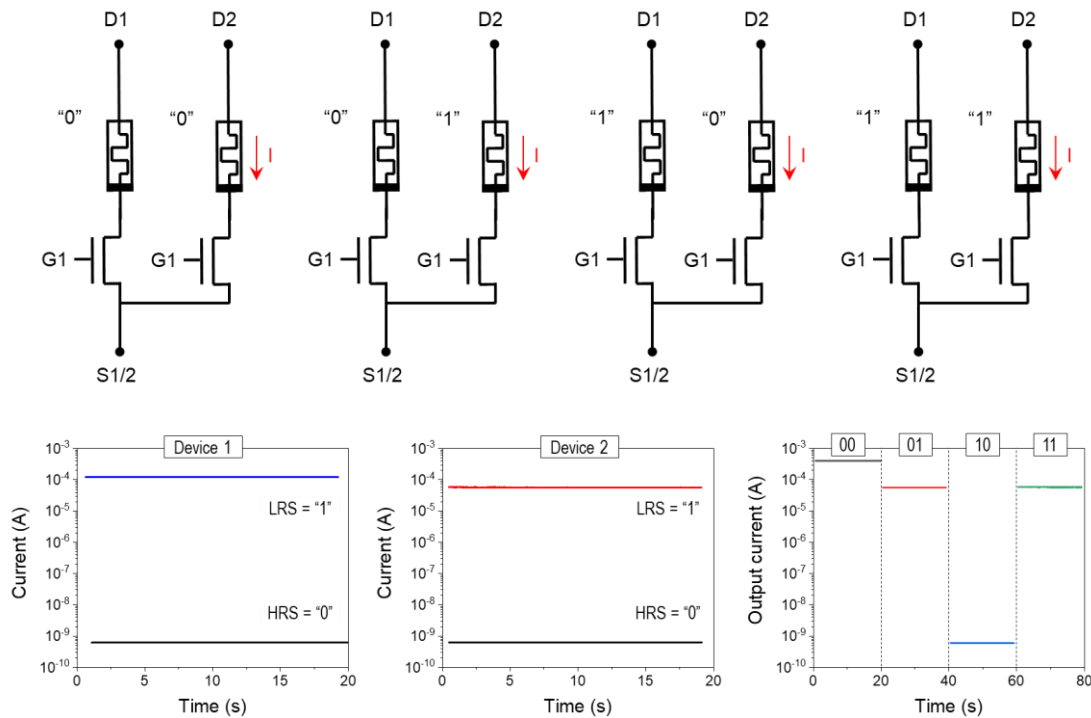 D1 D2 D1 D2 D1 D2 D1 D2
“0” “0” “0” “1” “1” “0” “1” “1”
I I I I
G1 G1 G1 G1 G1 G1 G1 G1
S1/2 S1/2 S1/2 S1/2
Device 1
Current (A)
10⁻³
10⁻⁴
10⁻⁵
10⁻⁶
10⁻⁷
10⁻⁸
10⁻⁹
10⁻¹⁰
LRS = “1”
HRS = “0”
0 5 10 15 20
Time (s)
Device 2
Current (A)
10⁻³
10⁻⁴
10⁻⁵
10⁻⁶
10⁻⁷
10⁻⁸
10⁻⁹
10⁻¹⁰
LRS = “1”
HRS = “0”
0 5 10 15 20
Time (s)
00 01 10 11
Output current (A)
10⁻³
10⁻⁴
10⁻⁵
10⁻⁶
10⁻⁷
10⁻⁸
10⁻⁹
10⁻¹⁰
0 20 40 60 80
Time (s)